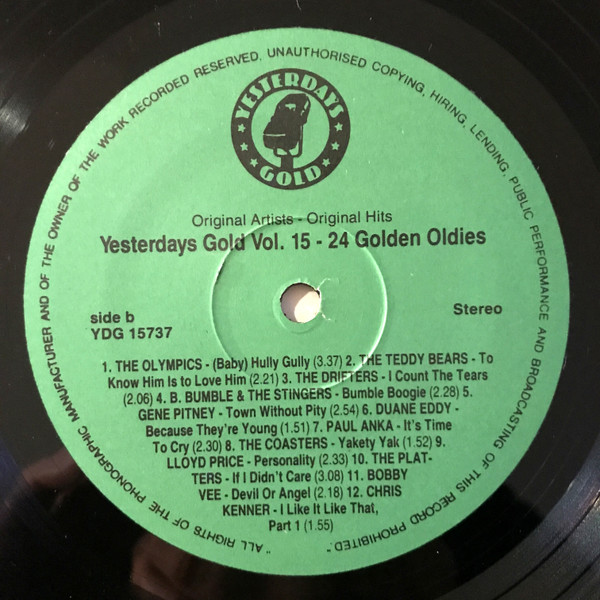 "ALL RIGHTS OF THE PHONOGRAPHIC MANUFACTURER AND OF THE OWNER OF THE WORK RECORDED RESERVED, UNAUTHORISED COPYING, HIRING, LENDING, PUBLIC PERFORMANCE AND BROADCASTING OF THIS RECORD PROHIBITED."
YESTERDAYS
GOLD
Original Artists - Original Hits
Yesterdays Gold Vol. 15 - 24 Golden Oldies
side b
YDG 15737
Stereo
1. THE OLYMPICS - (Baby) Hully Gully (3.37) 2. THE TEDDY BEARS - To
Know Him Is to Love Him (2.21) 3. THE DRIFTERS - I Count The Tears
(2.06) 4. B. BUMBLE & THE STINGERS - Bumble Boogie (2.28) 5.
GENE PITNEY - Town Without Pity (2.54) 6. DUANE EDDY -
Because They're Young (1.51) 7. PAUL ANKA - It's Time
To Cry (2.30) 8. THE COASTERS - Yakety Yak (1.52) 9.
LLOYD PRICE - Personality (2.33) 10. THE PLAT-
TERS - If I Didn't Care (3.08) 11. BOBBY
VEE - Devil Or Angel (2.18) 12. CHRIS
KENNER - I Like It Like That,
Part 1 (1.55)